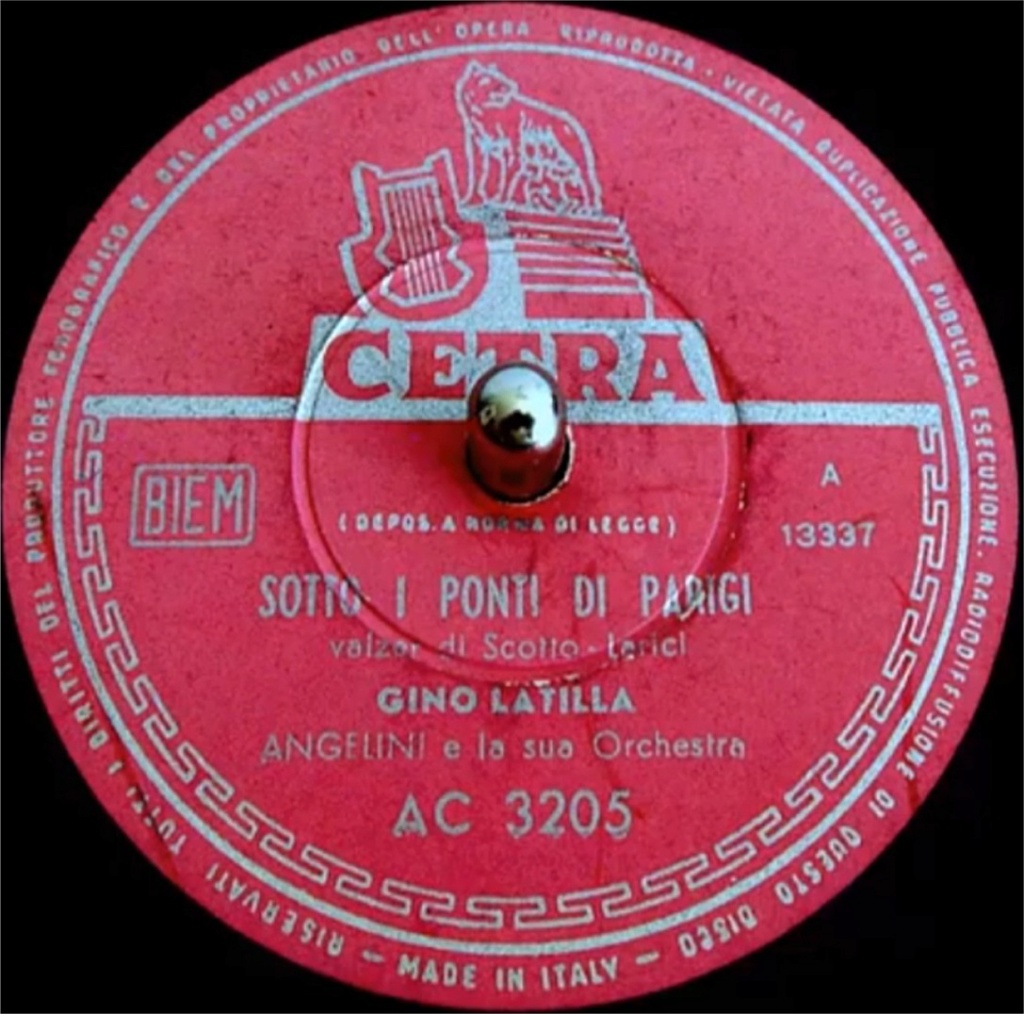 TUTTI I DIRITTI DEL PRODUTTORE FONOGRAFICO E DEL PROPRIETARIO DELL' OPERA RIPRODOTTA · VIETATA DUPLICAZIONE PUBBLICA ESECUZIONE. RADIODIFFUSIONE DI QUESTO DISCO — MADE IN ITALY — RISERVATI
CETRA
BIEM
A
13337
(DEPOS. A NORMA DI LEGGE)
SOTTO I PONTI DI PARIGI
valzer di Scotto - Larici
GINO LATILLA
ANGELINI e la sua Orchestra
AC 3205